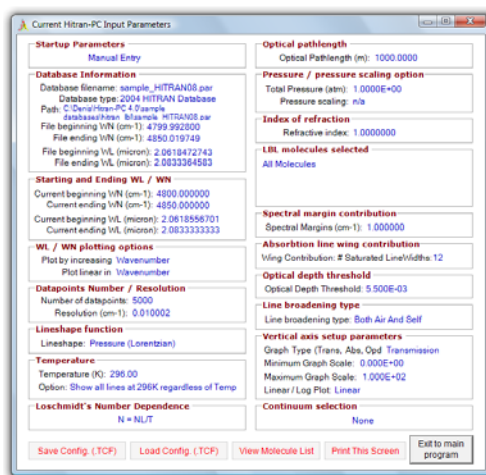 Current Hitran-PC Input Parameters
Startup Parameters
Manual Entry
Database Information
Database filename: sample_HITRAN08.par
Database type: 2004 HITRAN Database
Path: C:\Denis\Hitran-PC 4.0\sample
databases\hitran_lbl\sample_HITRAN08.par
File beginning WN (cm-1): 4799.992800
File ending WN (cm-1): 4850.019749
File beginning WL (micron): 2.0618472743
File ending WL (micron): 2.0833364583
Starting and Ending WL / WN
Current beginning WN (cm-1): 4800.000000
Current ending WN (cm-1): 4850.000000
Current beginning WL (micron): 2.0618556701
Current ending WL (micron): 2.0833333333
WL / WN plotting options
Plot by increasing Wavenumber
Plot linear in Wavenumber
Datapoints Number / Resolution
Number of datapoints: 5000
Resolution (cm-1): 0.010002
Lineshape function
Lineshape: Pressure (Lorentzian)
Temperature
Temperature (K): 296.00
Option: Show all lines at 296K regardless of Temp
Loschmidt's Number Dependence
N = NL/T
Optical pathlength
Optical Pathlength (m): 1000.0000
Pressure / pressure scaling option
Total Pressure (atm): 1.0000E+00
Pressure scaling: n/a
Index of refraction
Refractive index: 1.0000000
LBL molecules selected
All Molecules
Spectral margin contribution
Spectral Margins (cm-1): 1.000000
Absorbtion line wing contribution
Wing Contribution: # Saturated LineWidths: 12
Optical depth threshold
Optical Depth Threshold: 5.500E-03
Line broadening type
Line broadening type: Both Air And Self
Vertical axis setup parameters
Graph Type (Trans, Abs, Opd Transmission
Minimum Graph Scale: 0.000E+00
Maximum Graph Scale: 1.000E+02
Linear / Log Plot: Linear
Continuum selection
None
Save Config. (.TCF)
Load Config. (.TCF)
View Molecule List
Print This Screen
Exit to main
program